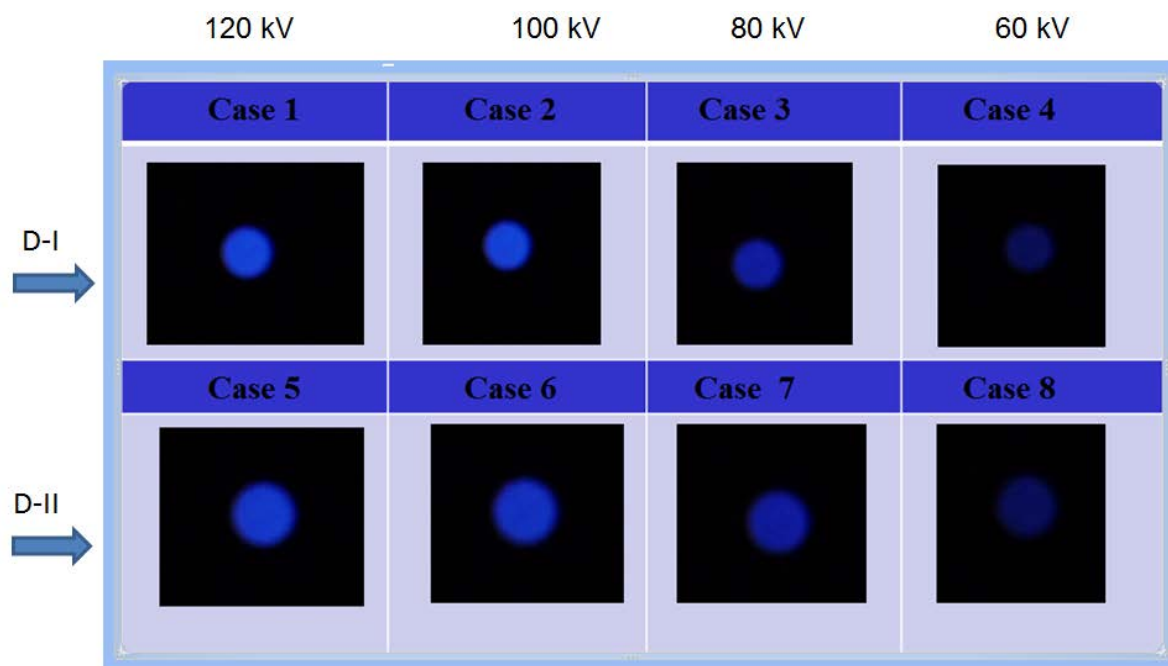 120 kV 100 kV 80 kV 60 kV
Case 1 Case 2 Case 3 Case 4
D-I
Case 5 Case 6 Case 7 Case 8
D-II